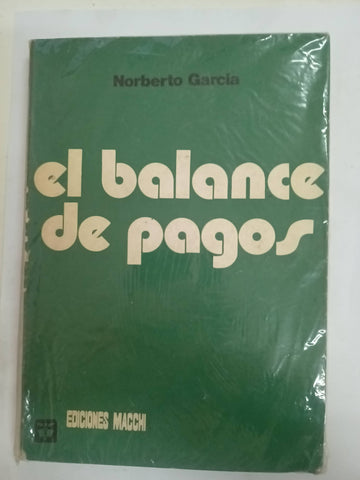 Norberto García
el balance
de pagos
EDICIONES MACCHI